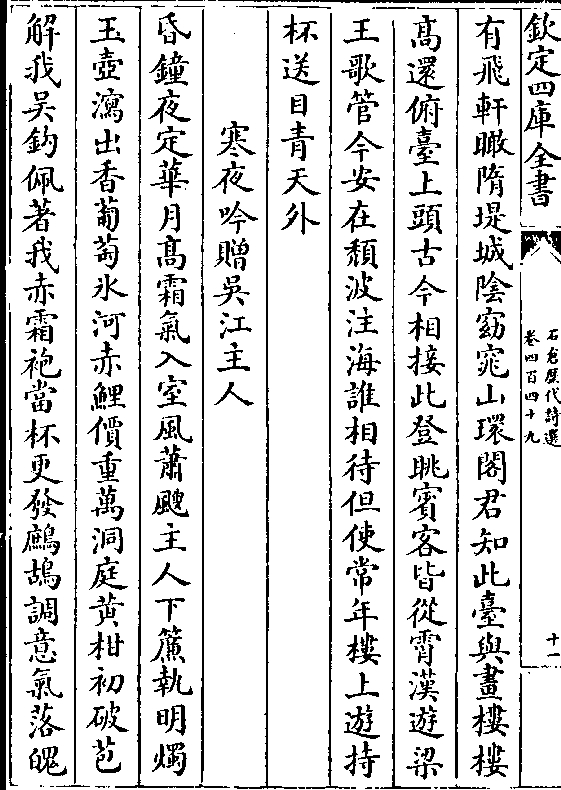 欽定四庫全書
石倉歷代詩選
卷四百四十九
十一
有飛軒瞰隋堤城陰窈窕山環閣君知此臺與畫樓樓
髙還俯臺上頭古今相接此登眺賓客皆從霄漢遊梁
王歌管今安在頽波注海誰相待但使常年樓上遊持
杯送目青天外
寒夜吟贈吳江主人
昏鐘夜定華月髙霜氣入室風蕭颼主人下簾執明燭
玉壺瀉出香葡萄氷河赤鯉價重萬洞庭黄柑初破苞
解我吳鈎佩著我赤霜袍當杯更發鷓鴣調意氣落魄